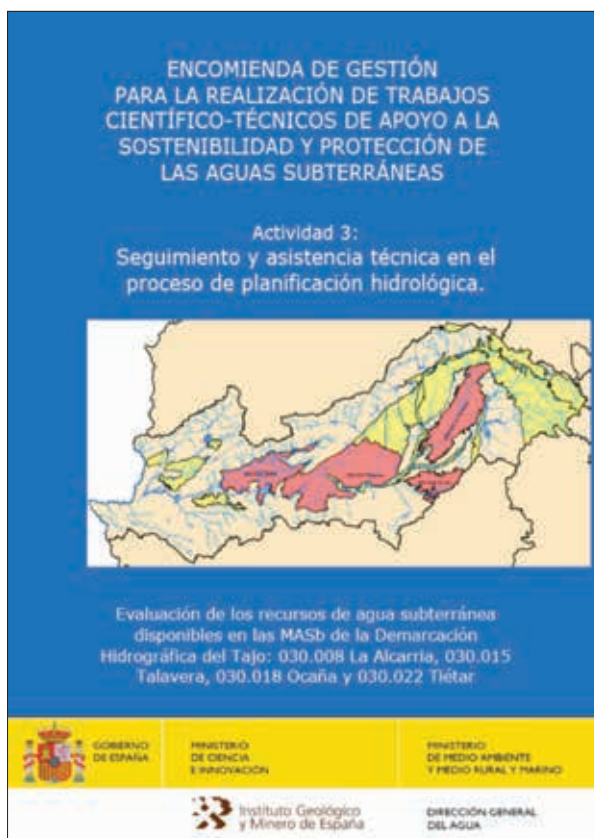 ENCOMIENDA DE GESTIÓN
PARA LA REALIZACIÓN DE TRABAJOS
CIENTÍFICO-TÉCNICOS DE APOYO A LA
SOSTENIBILIDAD Y PROTECCIÓN DE
LAS AGUAS SUBTERRÁNEAS
Actividad 3:
Seguimiento y asistencia técnica en el
proceso de planificación hidrológica.
Evaluación de los recursos de agua subterránea
disponibles en las MASb de la Demarcación
Hidrográfica del Tajo: 030.008 La Alcarria, 030.015
Talavera, 030.018 Ocaña y 030.022 Tiétar
GOBIERNO
DE ESPAÑA
MINISTERIO
DE CIENCIA
E INNOVACIÓN
MINISTERIO
DE MEDIO AMBIENTE
Y MEDIO RURAL Y MARINO
Instituto Geológico
y Minero de España
DIRECCIÓN GENERAL
DEL AGUA